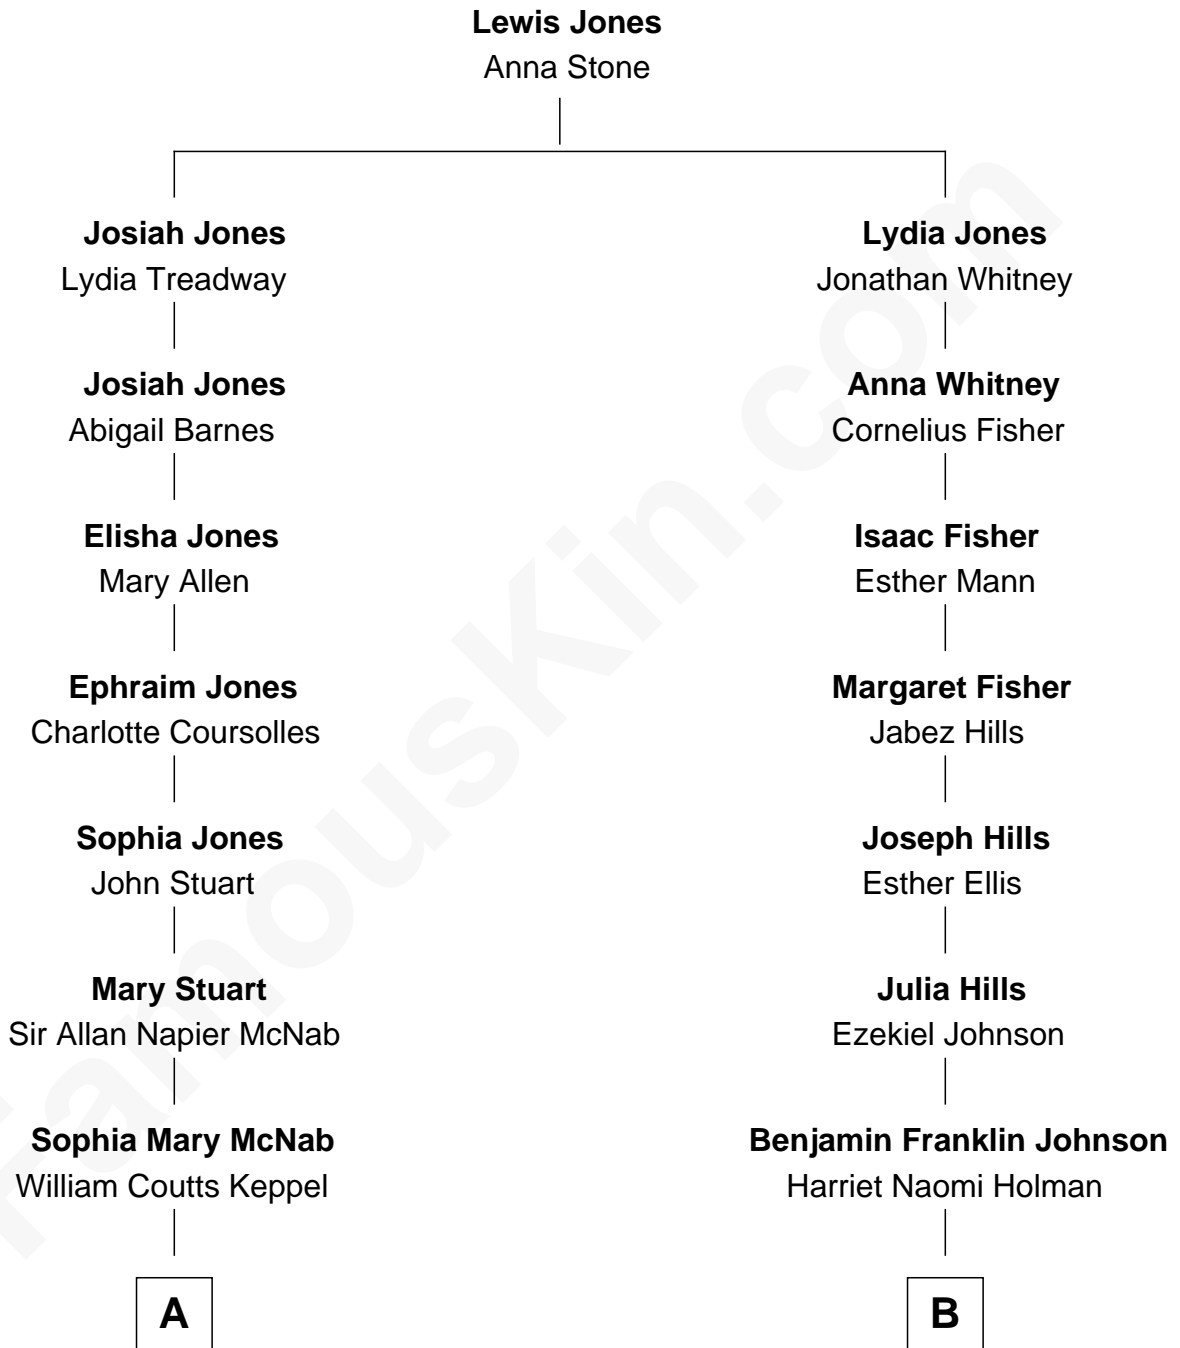 Lewis Jones
Anna Stone
Josiah Jones
Lydia Treadway
Lydia Jones
Jonathan Whitney
Josiah Jones
Abigail Barnes
Anna Whitney
Cornelius Fisher
Elisha Jones
Mary Allen
Isaac Fisher
Esther Mann
Ephraim Jones
Charlotte Coursolles
Margaret Fisher
Jabez Hills
Sophia Jones
John Stuart
Joseph Hills
Esther Ellis
Mary Stuart
Sir Allan Napier McNab
Julia Hills
Ezekiel Johnson
Sophia Mary McNab
William Coutts Keppel
Benjamin Franklin Johnson
Harriet Naomi Holman
A
B
FamousKin.com